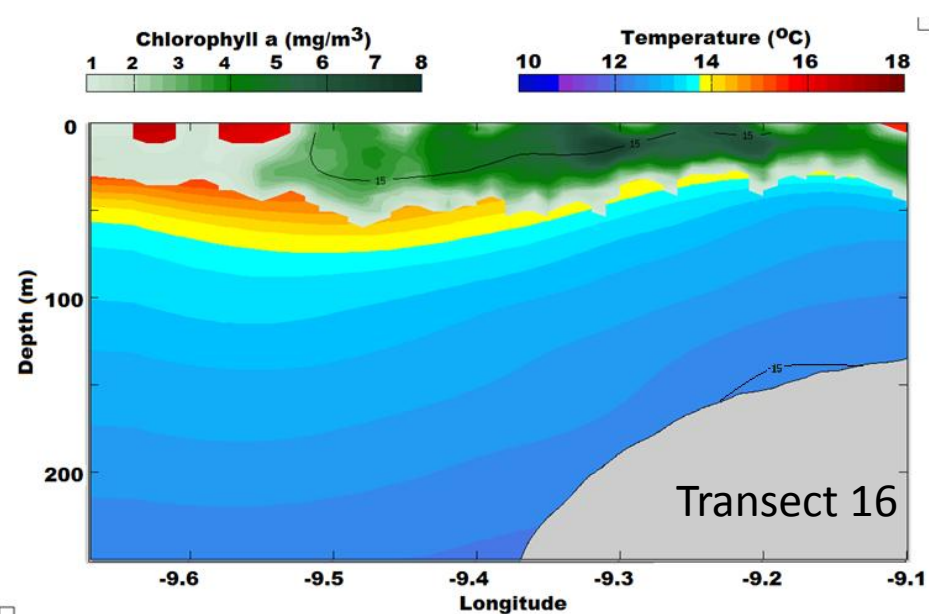 Chlorophyll a (mg/m³) Temperature (°C)
1 2 3 4 5 6 7 8 10 12 14 16 18
0
15 15
15
Depth (m)
100
-15
200
Transect 16
-9.6 -9.5 -9.4 -9.3 -9.2 -9.1
Longitude